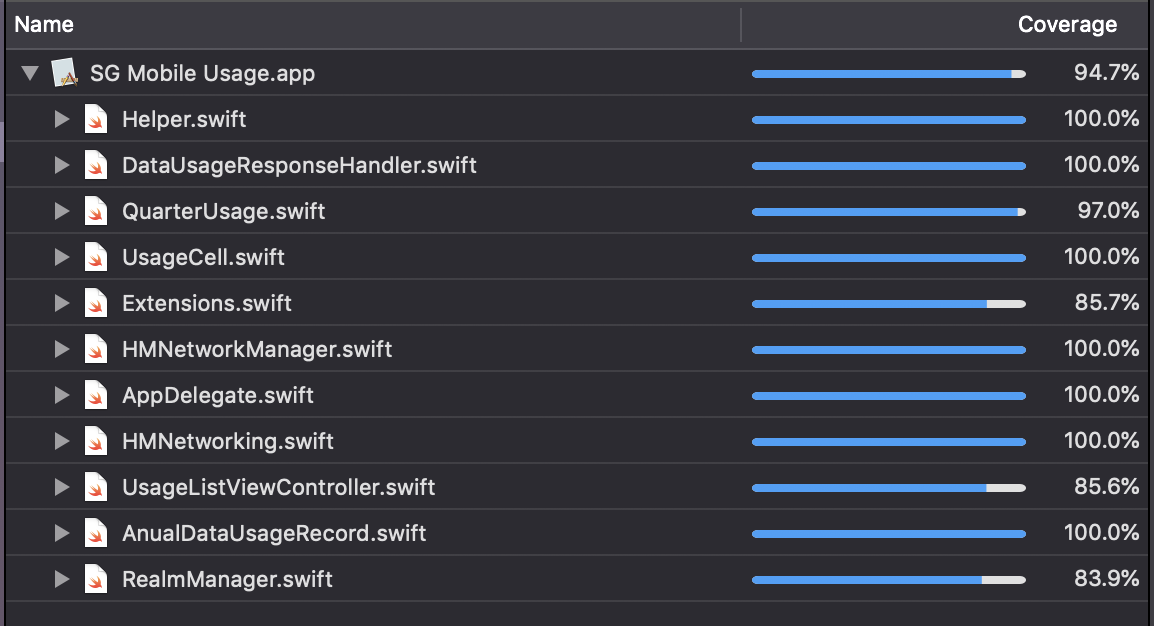 Name Coverage
SG Mobile Usage.app 94.7%
Helper.swift 100.0%
DataUsageResponseHandler.swift 100.0%
QuarterUsage.swift 97.0%
UsageCell.swift 100.0%
Extensions.swift 85.7%
HMNetworkManager.swift 100.0%
AppDelegate.swift 100.0%
HMNetworking.swift 100.0%
UsageListViewController.swift 85.6%
AnualDataUsageRecord.swift 100.0%
RealmManager.swift 83.9%